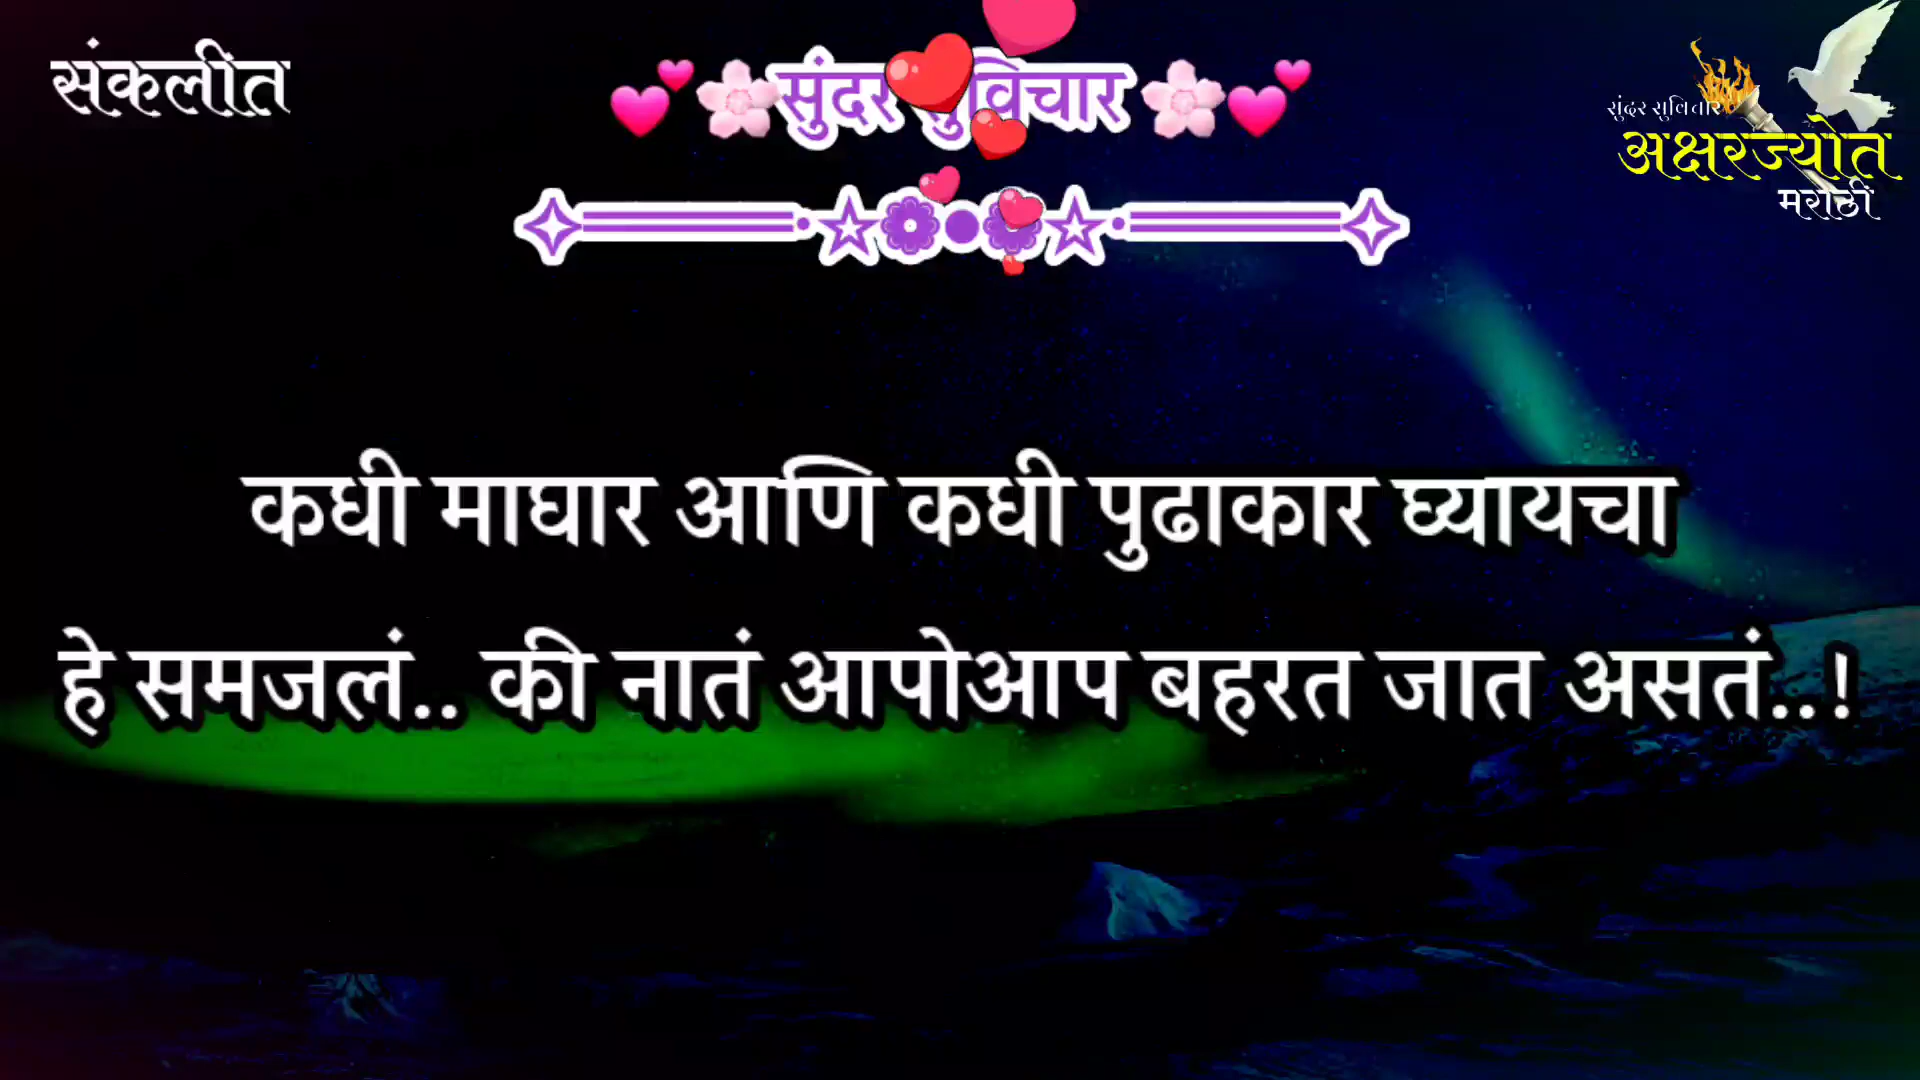 संकलीत
सुंदर सुविचार
सुंदर सुविचार
अक्षरज्योत
मराठी
कधी माघार आणि कधी पुढाकार घ्यायचा
हे समजलं.. की नातं आपोआप बहरत जात असतं..!